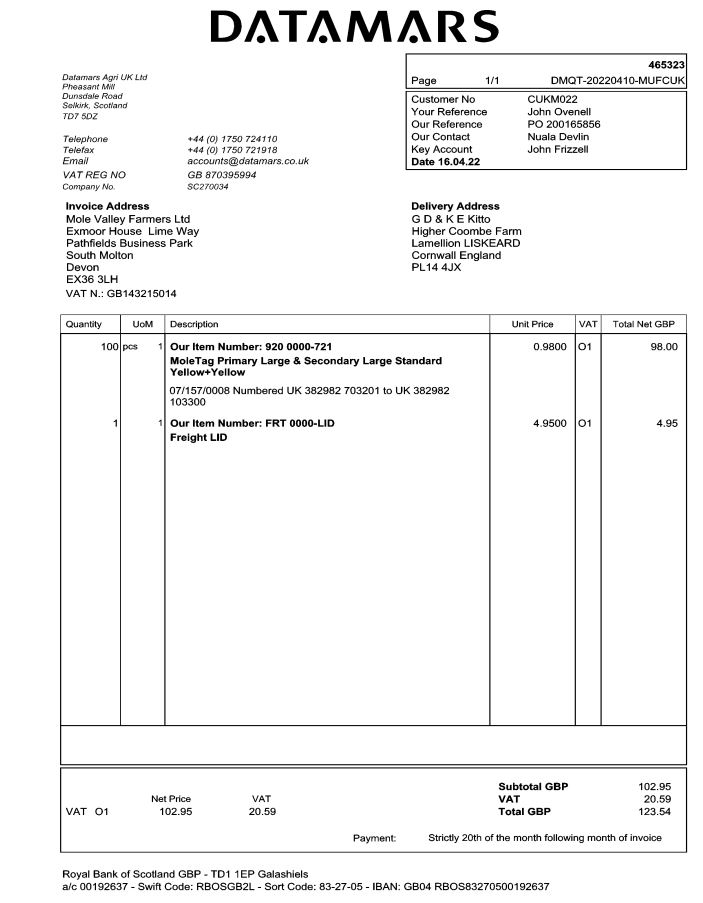 DATAMARS
465323
Page 1/1 DMQT-20220410-MUFCUK
Datamars Agri UK Ltd
Pheasant Mill
Dunsdale Road
Selkirk, Scotland
TD7 5DZ
Telephone +44 (0) 1750 724110
Telefax +44 (0) 1750 721918
Email accounts@datamars.co.uk
VAT REG NO GB 870395994
Company No. SC270034
Customer No CUKM022
Your Reference John Ovenell
Our Reference PO 200165856
Our Contact Nuala Devlin
Key Account John Frizzell
Date 16.04.22
Invoice Address
Mole Valley Farmers Ltd
Exmoor House Lime Way
Pathfields Business Park
South Molton
Devon
EX36 3LH
VAT N.: GB143215014
Delivery Address
G D & K E Kitto
Higher Coombe Farm
Lamellion LISKEARD
Cornwall England
PL14 4JX
Quantity UoM Description Unit Price VAT Total Net GBP
100 pcs 1 Our Item Number: 920 0000-721 0.9800 O1 98.00
MoleTag Primary Large & Secondary Large Standard
Yellow+Yellow
07/157/0008 Numbered UK 382982 703201 to UK 382982
103300
1 1 Our Item Number: FRT 0000-LID 4.9500 O1 4.95
Freight LID
Subtotal GBP 102.95
Net Price VAT VAT 20.59
VAT O1 102.95 20.59 Total GBP 123.54
Payment: Strictly 20th of the month following month of invoice
Royal Bank of Scotland GBP - TD1 1EP Galashiels
a/c 00192637 - Swift Code: RBOSGB2L - Sort Code: 83-27-05 - IBAN: GB04 RBOS83270500192637